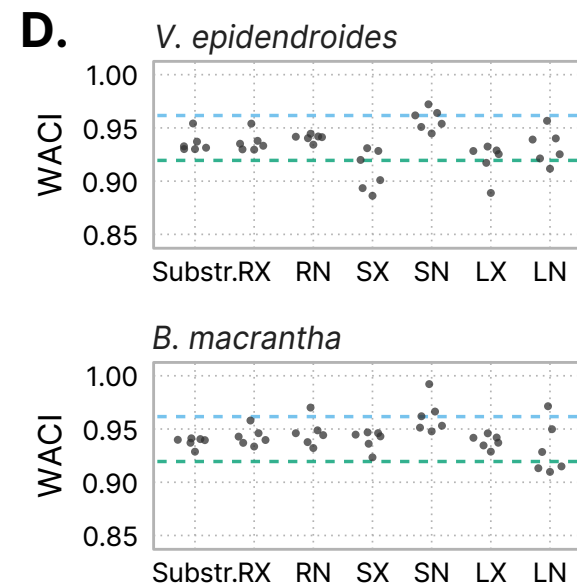 D.
V. epidendroides
WACI
1.00
0.95
0.90
0.85
Substr. RX RN SX SN LX LN
B. macrantha
WACI
1.00
0.95
0.90
0.85
Substr. RX RN SX SN LX LN